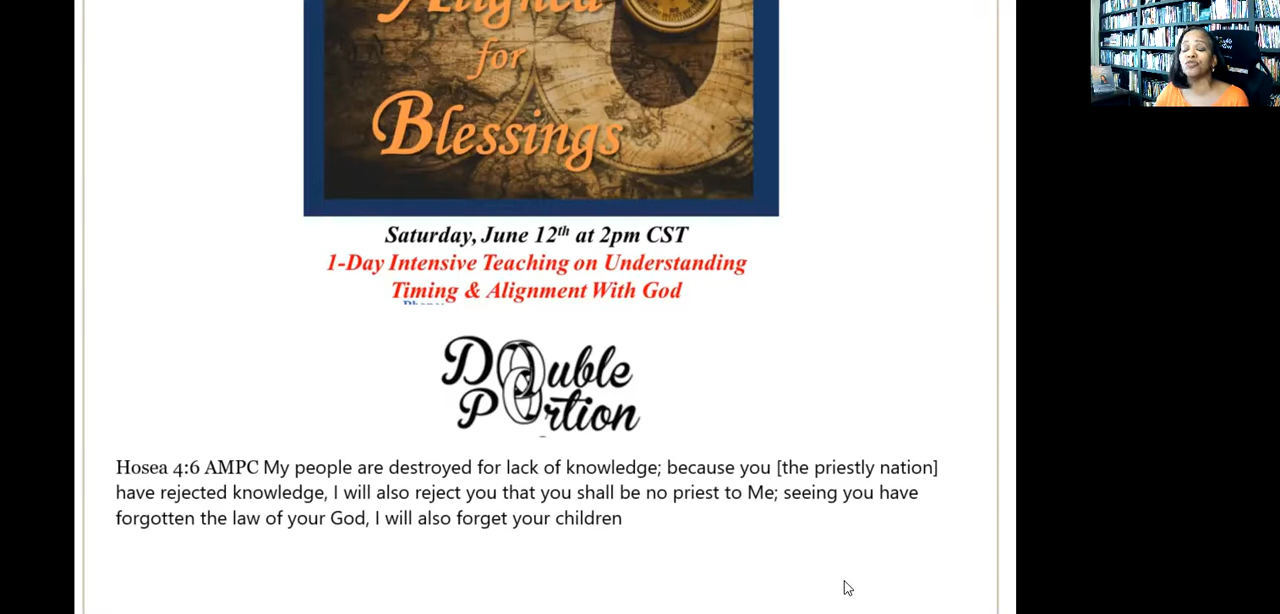 Aligned
for
Blessings
Saturday, June 12th at 2pm CST
1-Day Intensive Teaching on Understanding
Timing & Alignment With God
Double
Portion
Hosea 4:6 AMPC My people are destroyed for lack of knowledge; because you [the priestly nation]
have rejected knowledge, I will also reject you that you shall be no priest to Me; seeing you have
forgotten the law of your God, I will also forget your children